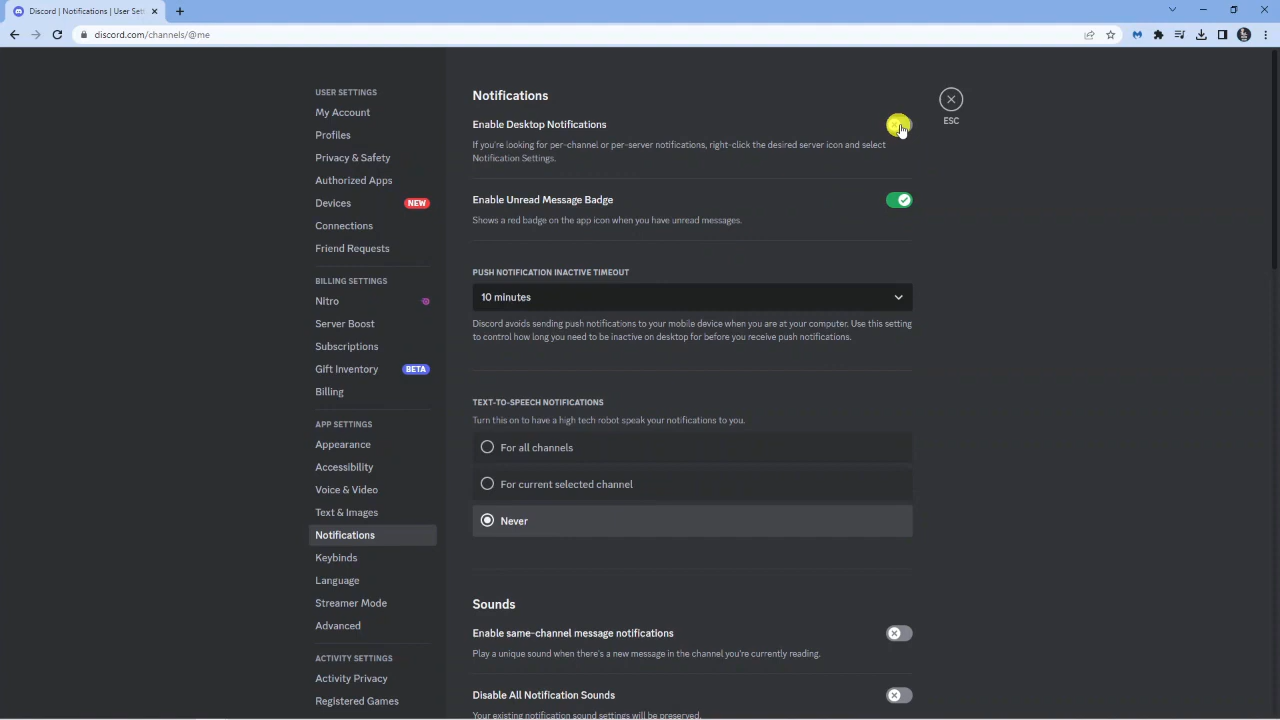 Discord | Notifications | User Set
discord.com/channels/@me
USER SETTINGS
My Account
Profiles
Privacy & Safety
Authorized Apps
Devices NEW
Connections
Friend Requests
BILLING SETTINGS
Nitro
Server Boost
Subscriptions
Gift Inventory BETA
Billing
APP SETTINGS
Appearance
Accessibility
Voice & Video
Text & Images
Notifications
Keybinds
Language
Streamer Mode
Advanced
ACTIVITY SETTINGS
Activity Privacy
Registered Games
Notifications
Enable Desktop Notifications
If you're looking for per-channel or per-server notifications, right-click the desired server icon and select
Notification Settings.
Enable Unread Message Badge
Shows a red badge on the app icon when you have unread messages.
PUSH NOTIFICATION INACTIVE TIMEOUT
10 minutes
Discord avoids sending push notifications to your mobile device when you are at your computer. Use this setting
to control how long you need to be inactive on desktop for before you receive push notifications.
TEXT-TO-SPEECH NOTIFICATIONS
Turn this on to have a high tech robot speak your notifications to you.
For all channels
For current selected channel
Never
Sounds
Enable same-channel message notifications
Play a unique sound when there's a new message in the channel you're currently reading.
Disable All Notification Sounds
Your existing notification sound settings will be preserved.
ESC